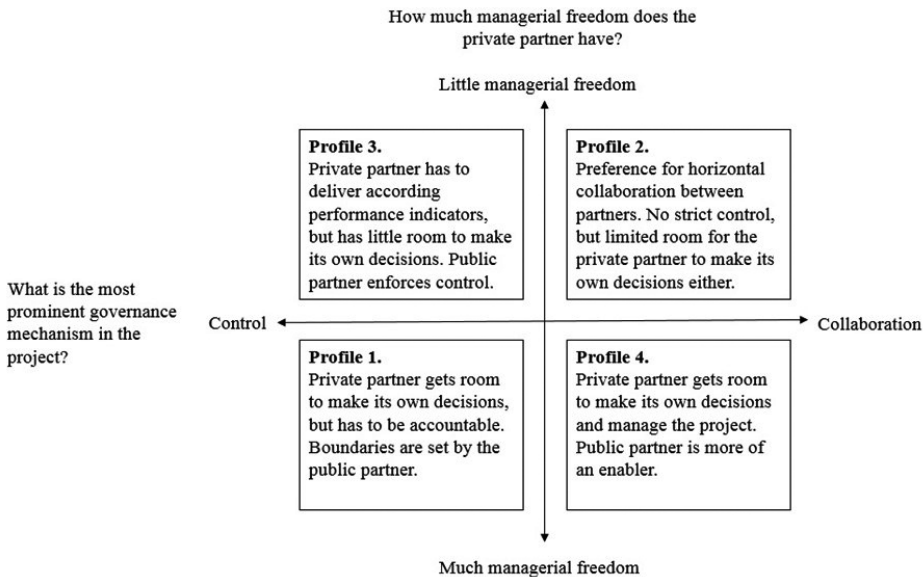 How much managerial freedom does the
private partner have?
Little managerial freedom
Profile 3.
Private partner has to
deliver according
performance indicators,
but has little room to make
its own decisions. Public
partner enforces control.
Profile 2.
Preference for horizontal
collaboration between
partners. No strict control,
but limited room for the
private partner to make its
own decisions either.
What is the most
prominent governance
mechanism in the
project?
Control
Collaboration
Profile 1.
Private partner gets room
to make its own decisions,
but has to be accountable.
Boundaries are set by the
public partner.
Profile 4.
Private partner gets room
to make its own decisions
and manage the project.
Public partner is more of
an enabler.
Much managerial freedom